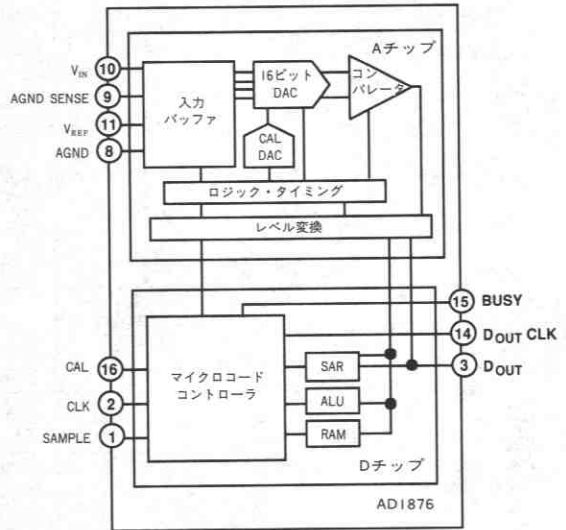 Aチップ
VIN
10
AGND SENSE
9
VREF
11
AGND
8
入力
バッファ
16ビット
DAC
コン
パレータ
CAL
DAC
ロジック・タイミング
レベル変換
15
BUSY
14
DOUT CLK
3
DOUT
CAL
16
CLK
2
SAMPLE
1
マイクロコード
コントローラ
SAR
ALU
RAM
Dチップ
AD1876